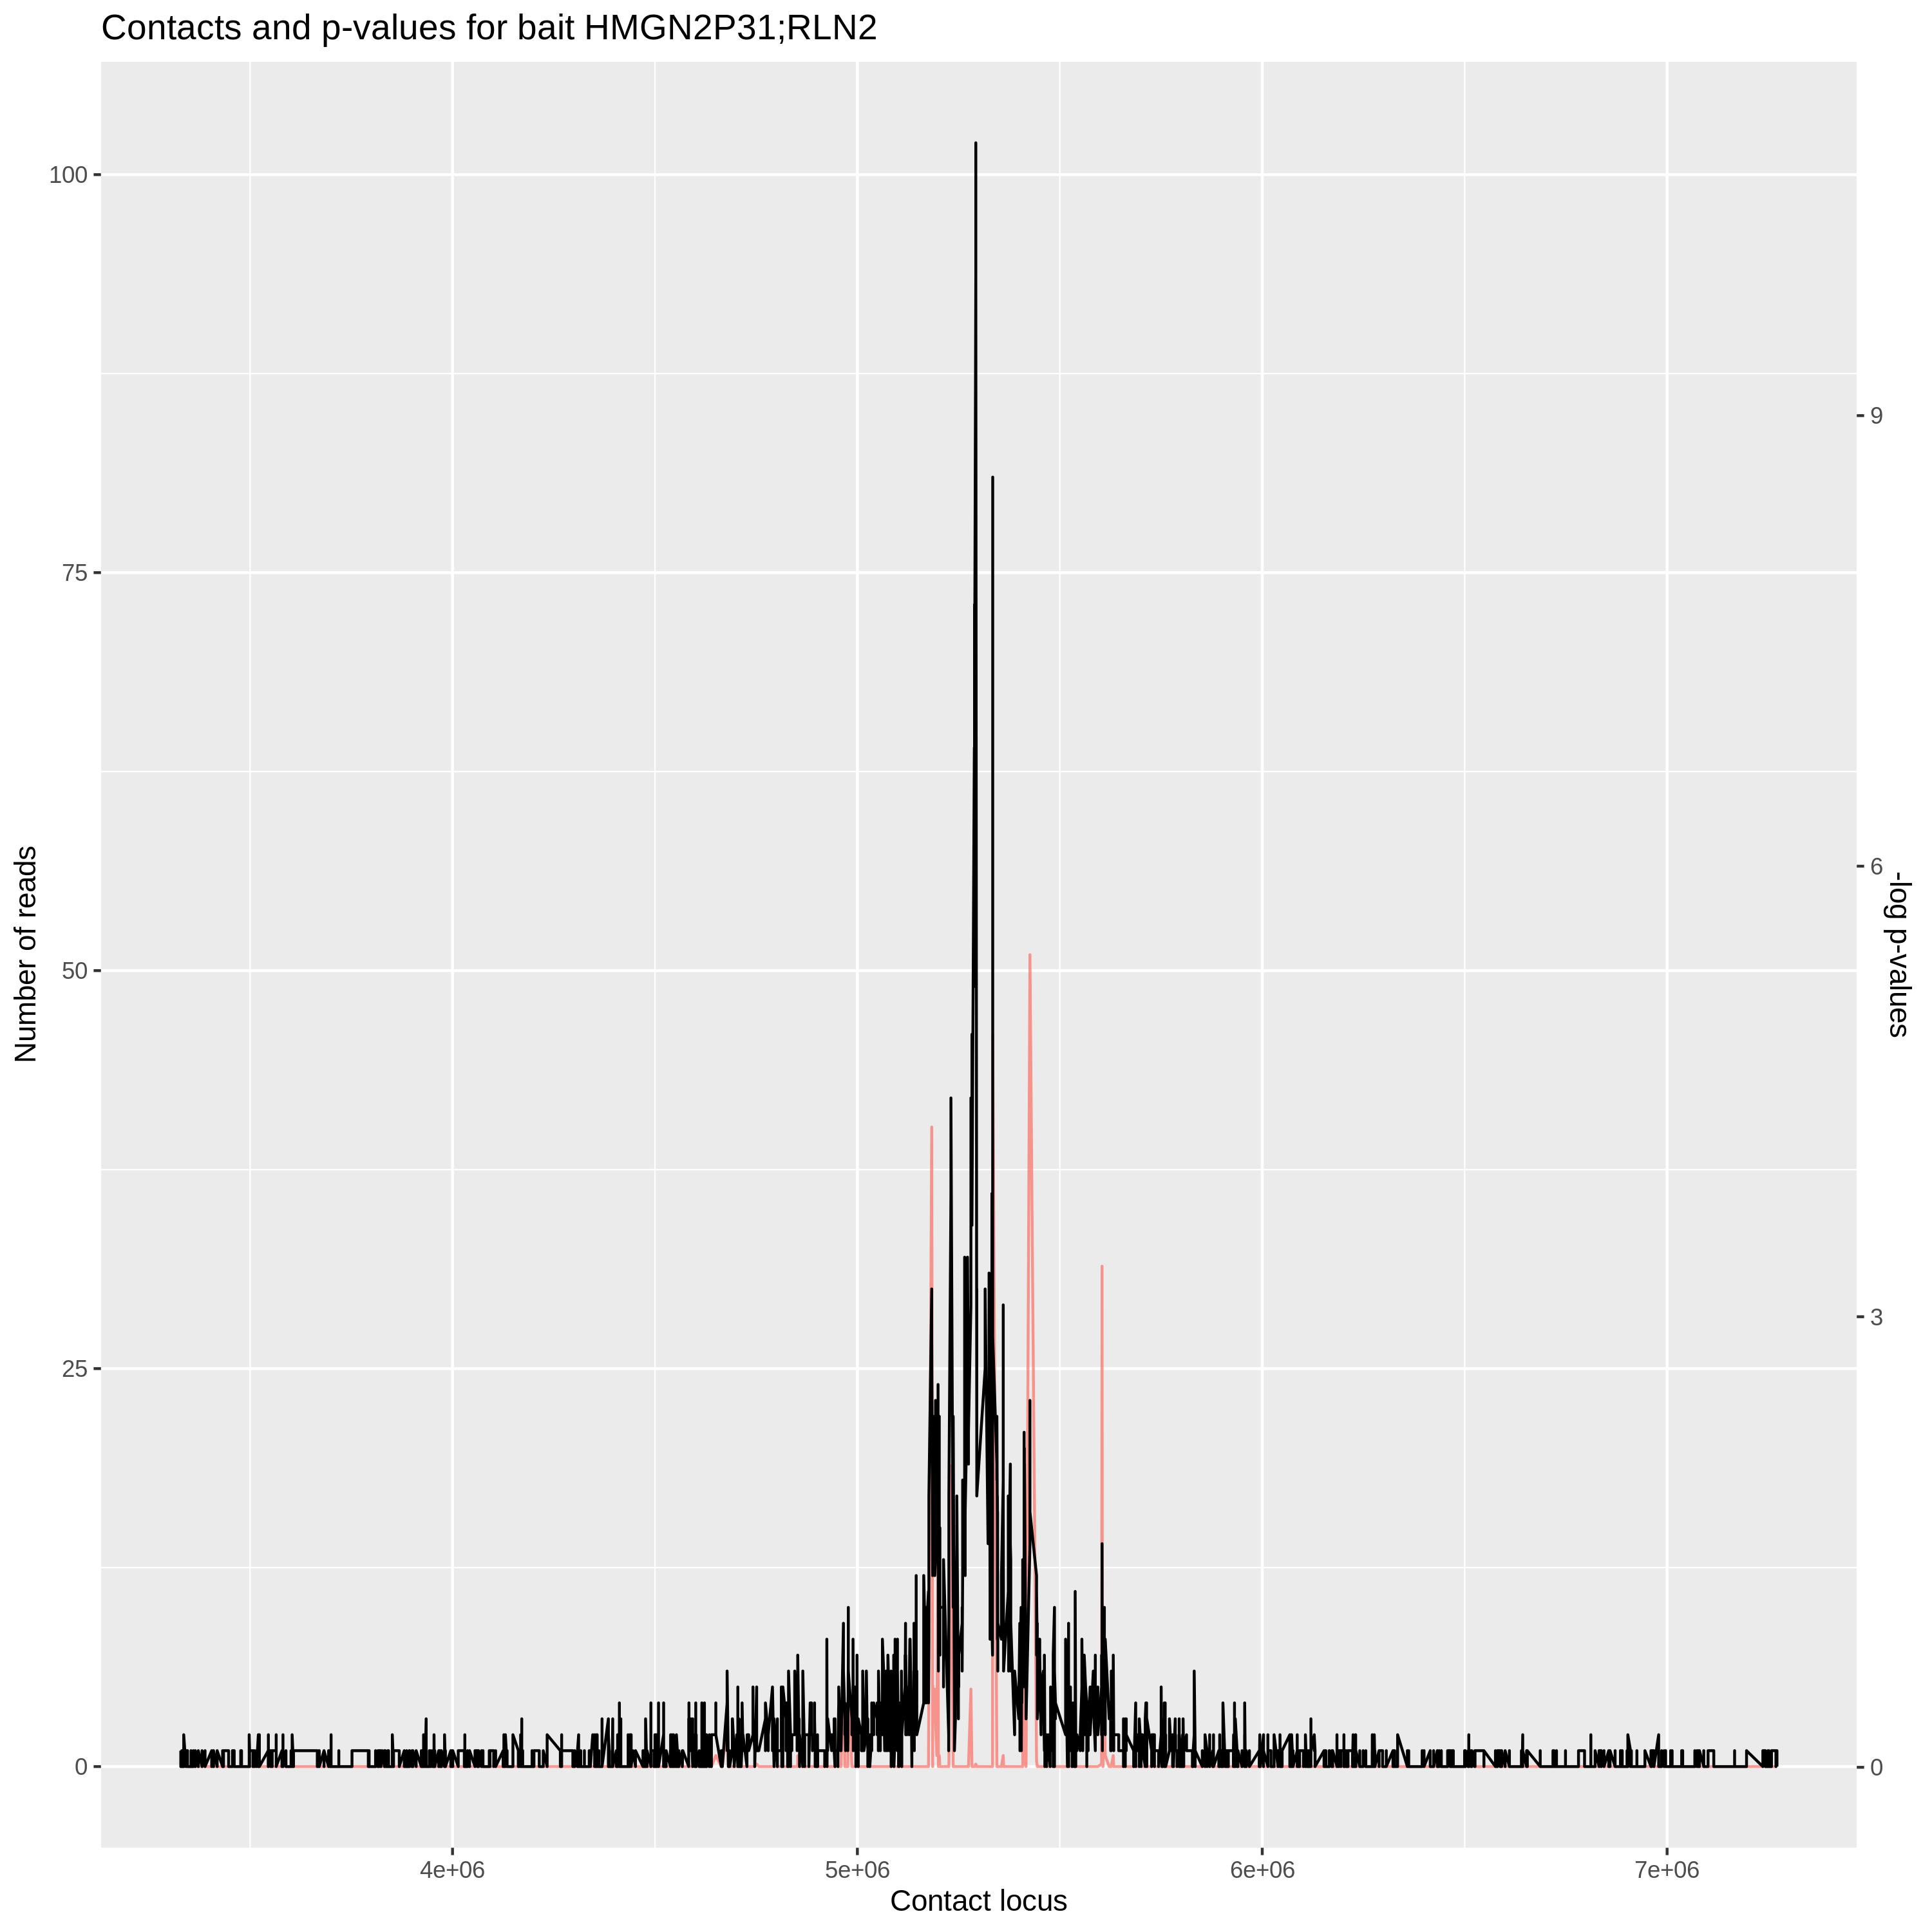 Contacts and p-values for bait HMGN2P31;RLN2
100
75
50
25
0
Number of reads
9
6
3
0
-log p-values
4e+06
5e+06
6e+06
7e+06
Contact locus